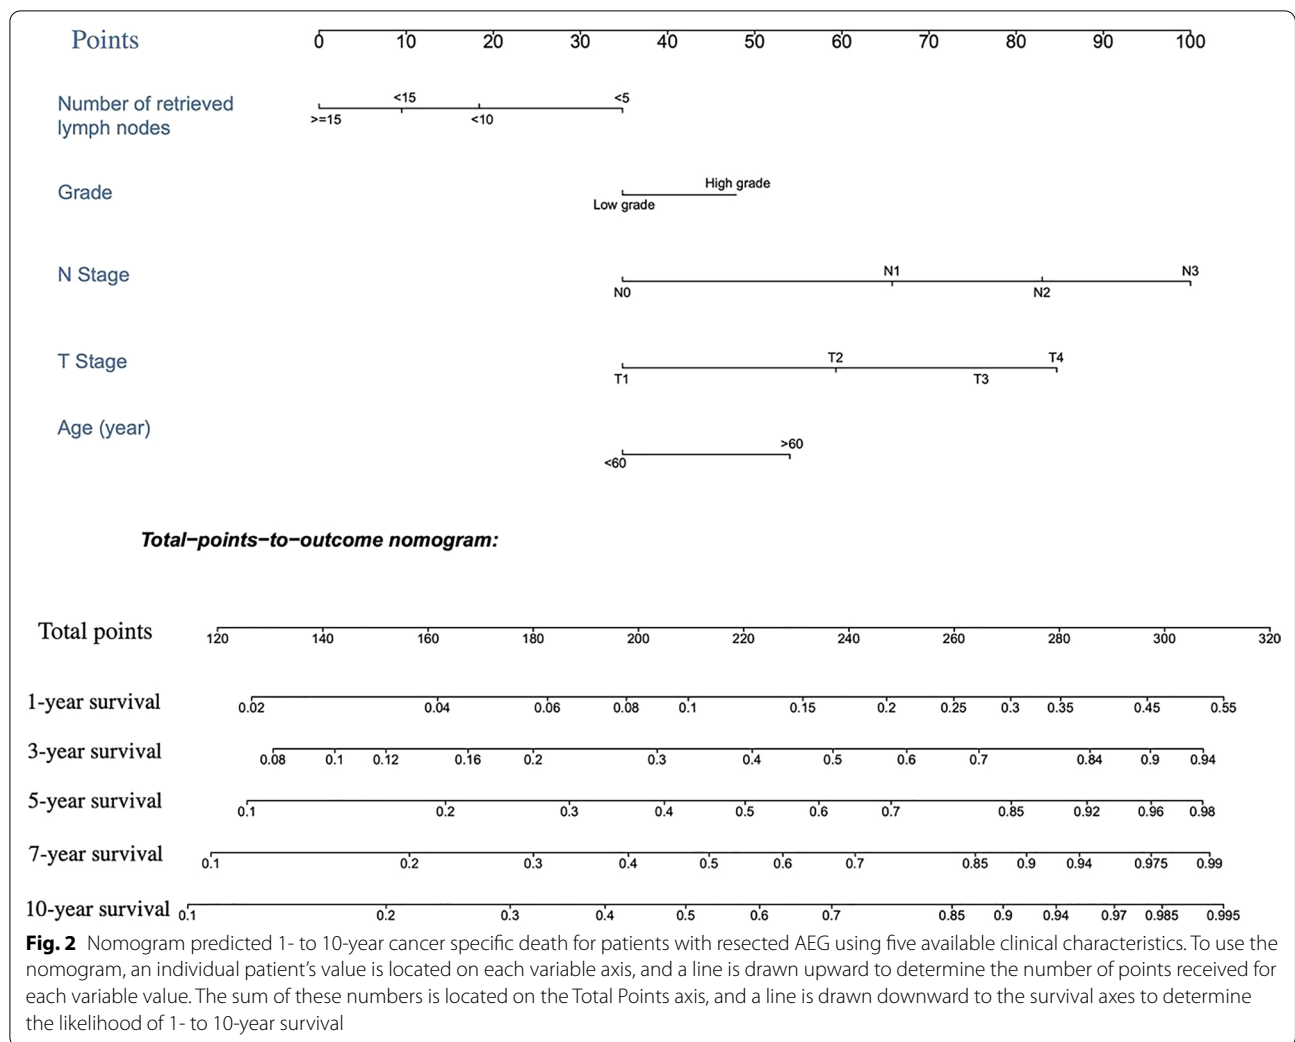 Points
0 10 20 30 40 50 60 70 80 90 100
Number of retrieved
lymph nodes
<15 <5
>=15 <10
Grade
High grade
Low grade
N Stage
N1 N3
N0 N2
T Stage
T2 T4
T1 T3
Age (year)
>60
<60
Total−points−to−outcome nomogram:
Total points
120 140 160 180 200 220 240 260 280 300 320
1-year survival
0.02 0.04 0.06 0.08 0.1 0.15 0.2 0.25 0.3 0.35 0.45 0.55
3-year survival
0.08 0.1 0.12 0.16 0.2 0.3 0.4 0.5 0.6 0.7 0.84 0.9 0.94
5-year survival
0.1 0.2 0.3 0.4 0.5 0.6 0.7 0.85 0.92 0.96 0.98
7-year survival
0.1 0.2 0.3 0.4 0.5 0.6 0.7 0.85 0.9 0.94 0.975 0.99
10-year survival
0.1 0.2 0.3 0.4 0.5 0.6 0.7 0.85 0.9 0.94 0.97 0.985 0.995
Fig. 2 Nomogram predicted 1- to 10-year cancer specific death for patients with resected AEG using five available clinical characteristics. To use the
nomogram, an individual patient's value is located on each variable axis, and a line is drawn upward to determine the number of points received for
each variable value. The sum of these numbers is located on the Total Points axis, and a line is drawn downward to the survival axes to determine
the likelihood of 1- to 10-year survival